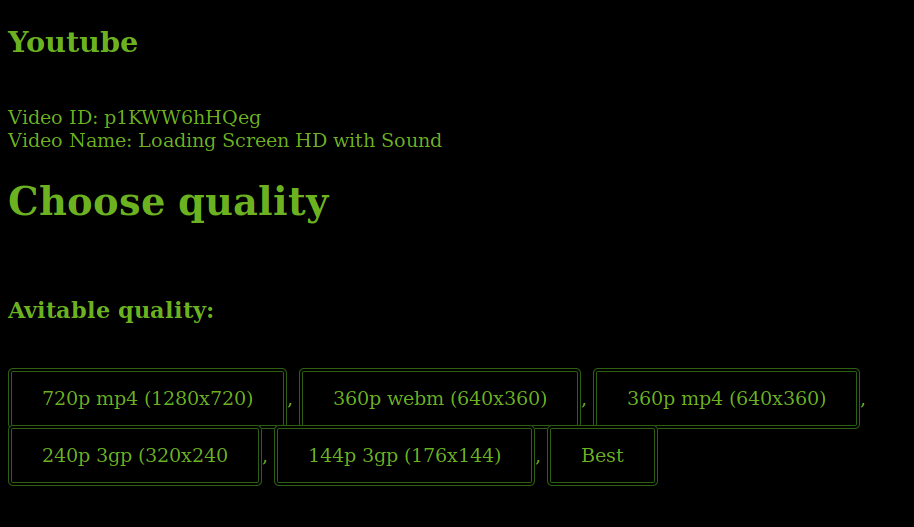 Youtube
Video ID: p1KWW6hHQeg
Video Name: Loading Screen HD with Sound
Choose quality
Avitable quality:
720p mp4 (1280x720) , 360p webm (640x360) , 360p mp4 (640x360) ,
240p 3gp (320x240 , 144p 3gp (176x144) , Best